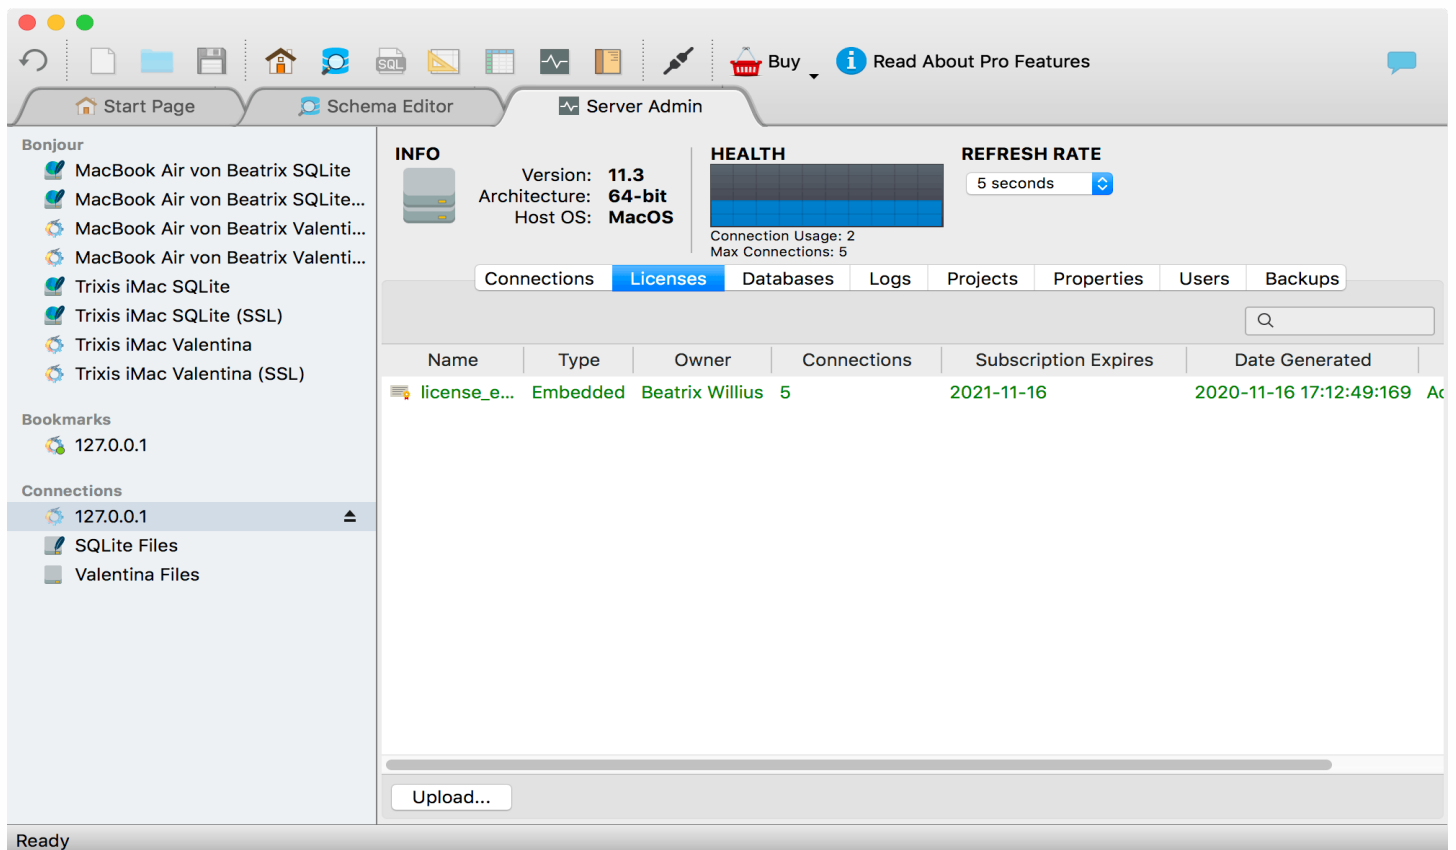 SQL
Buy
Read About Pro Features
Start Page
Schema Editor
Server Admin
Bonjour
MacBook Air von Beatrix SQLite
MacBook Air von Beatrix SQLite...
MacBook Air von Beatrix Valenti...
MacBook Air von Beatrix Valenti...
Trixis iMac SQLite
Trixis iMac SQLite (SSL)
Trixis iMac Valentina
Trixis iMac Valentina (SSL)
Bookmarks
127.0.0.1
Connections
127.0.0.1
SQLite Files
Valentina Files
INFO
Version: 11.3
Architecture: 64-bit
Host OS: MacOS
HEALTH
Connection Usage: 2
Max Connections: 5
REFRESH RATE
5 seconds
Connections Licenses Databases Logs Projects Properties Users Backups
Name Type Owner Connections Subscription Expires Date Generated
license_e... Embedded Beatrix Willius 5 2021-11-16 2020-11-16 17:12:49:169
Upload...
Ready